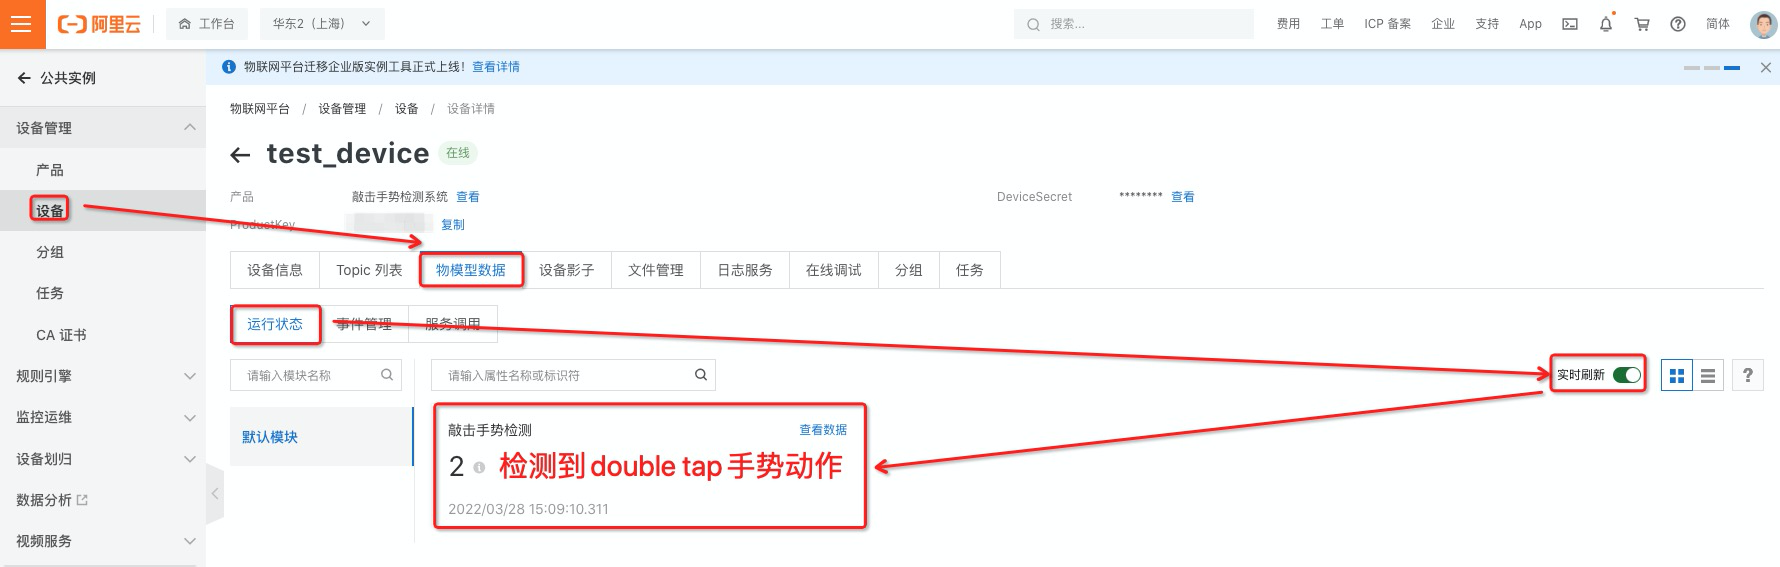 阿里云 工作台 华东2（上海） 搜索... 费用 工单 ICP 备案 企业 支持 App 简体
公共实例
物联网平台迁移企业版实例工具正式上线！ 查看详情
设备管理
产品
设备
分组
任务
CA 证书
规则引擎
监控运维
设备划归
数据分析
视频服务
物联网平台 / 设备管理 / 设备 / 设备详情
test_device 在线
产品 敲击手势检测系统 查看 DeviceSecret ******** 查看
ProductKey 复制
设备信息 Topic 列表 物模型数据 设备影子 文件管理 日志服务 在线调试 分组 任务
运行状态 事件管理 服务调用
请输入模块名称 请输入属性名称或标识符 实时刷新 ?
默认模块
敲击手势检测 查看数据
2 检测到double tap手势动作
2022/03/28 15:09:10.311